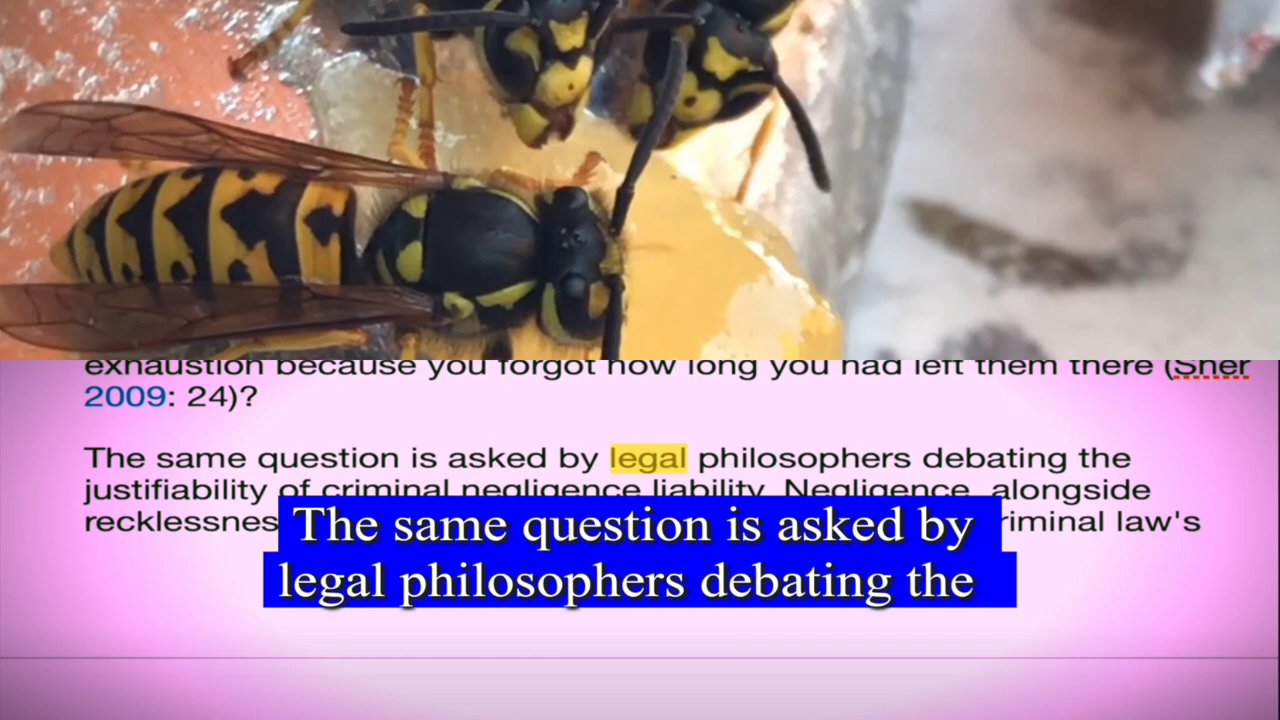 exhaustion because you forgot how long you had left them there (Sher
2009: 24)?
The same question is asked by legal philosophers debating the
justifiability of criminal negligence liability. Negligence, alongside
recklessnes
riminal law's
The same question is asked by
legal philosophers debating the